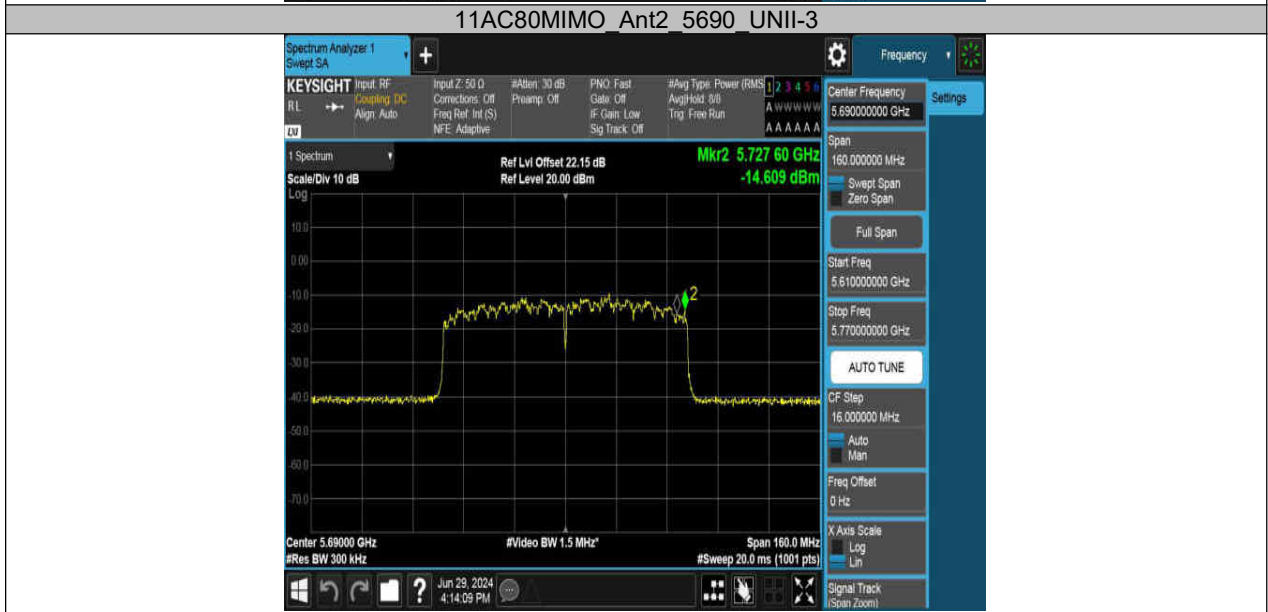 11AC80MIMO_Ant2_5690_UNII-3
Spectrum Analyzer 1
Swept SA
Frequency
KEYSIGHT
RL
Input: RF
Coupling: DC
Align: Auto
Input Z: 50 Ω
Corrections: Off
Freq Ref: Int (S)
NFE: Adaptive
#Atten: 30 dB
Preamp: Off
PNO: Fast
Gate: Off
IF Gain: Low
Sig Track: Off
#Avg Type: Power (RMS
Avg|Hold: 8/8
Trig: Free Run
1 2 3 4 5 6
A W W W W W
A A A A A A
1 Spectrum
Scale/Div 10 dB
Log
Ref Lvl Offset 22.15 dB
Ref Level 20.00 dBm
Mkr2 5.727 60 GHz
-14.609 dBm
10.0
0.00
-10.0
-20.0
-30.0
-40.0
-50.0
-60.0
-70.0
2
Center 5.69000 GHz
#Res BW 300 kHz
#Video BW 1.5 MHz*
Span 160.0 MHz
#Sweep 20.0 ms (1001 pts)
Jun 29, 2024
4:14:09 PM
Center Frequency
5.690000000 GHz
Settings
Span
160.000000 MHz
Swept Span
Zero Span
Full Span
Start Freq
5.610000000 GHz
Stop Freq
5.770000000 GHz
AUTO TUNE
CF Step
16.000000 MHz
Auto
Man
Freq Offset
0 Hz
X Axis Scale
Log
Lin
Signal Track
(Span Zoom)